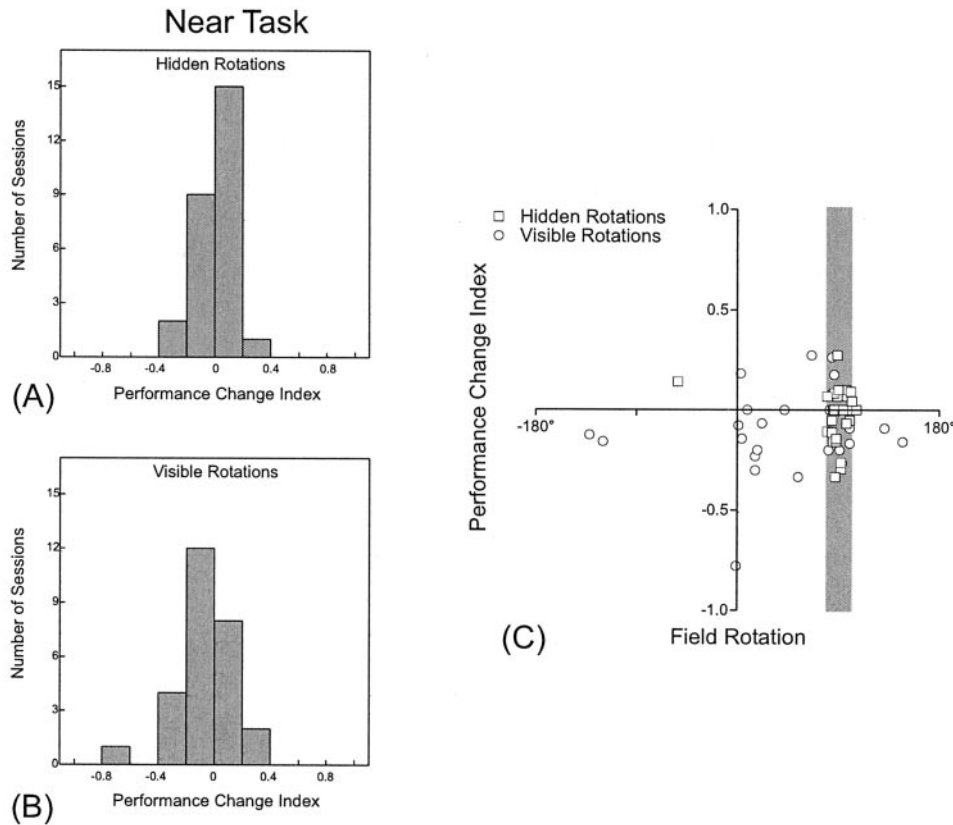 Near Task
Hidden Rotations
15
12
9
6
3
0
Number of Sessions
-0.8
-0.4
0
0.4
0.8
Performance Change Index
(A)
Visible Rotations
15
12
9
6
3
0
Number of Sessions
-0.8
-0.4
0
0.4
0.8
Performance Change Index
(B)
Hidden Rotations
Visible Rotations
1.0
0.5
-180°
180°
-0.5
-1.0
Performance Change Index
Field Rotation
(C)